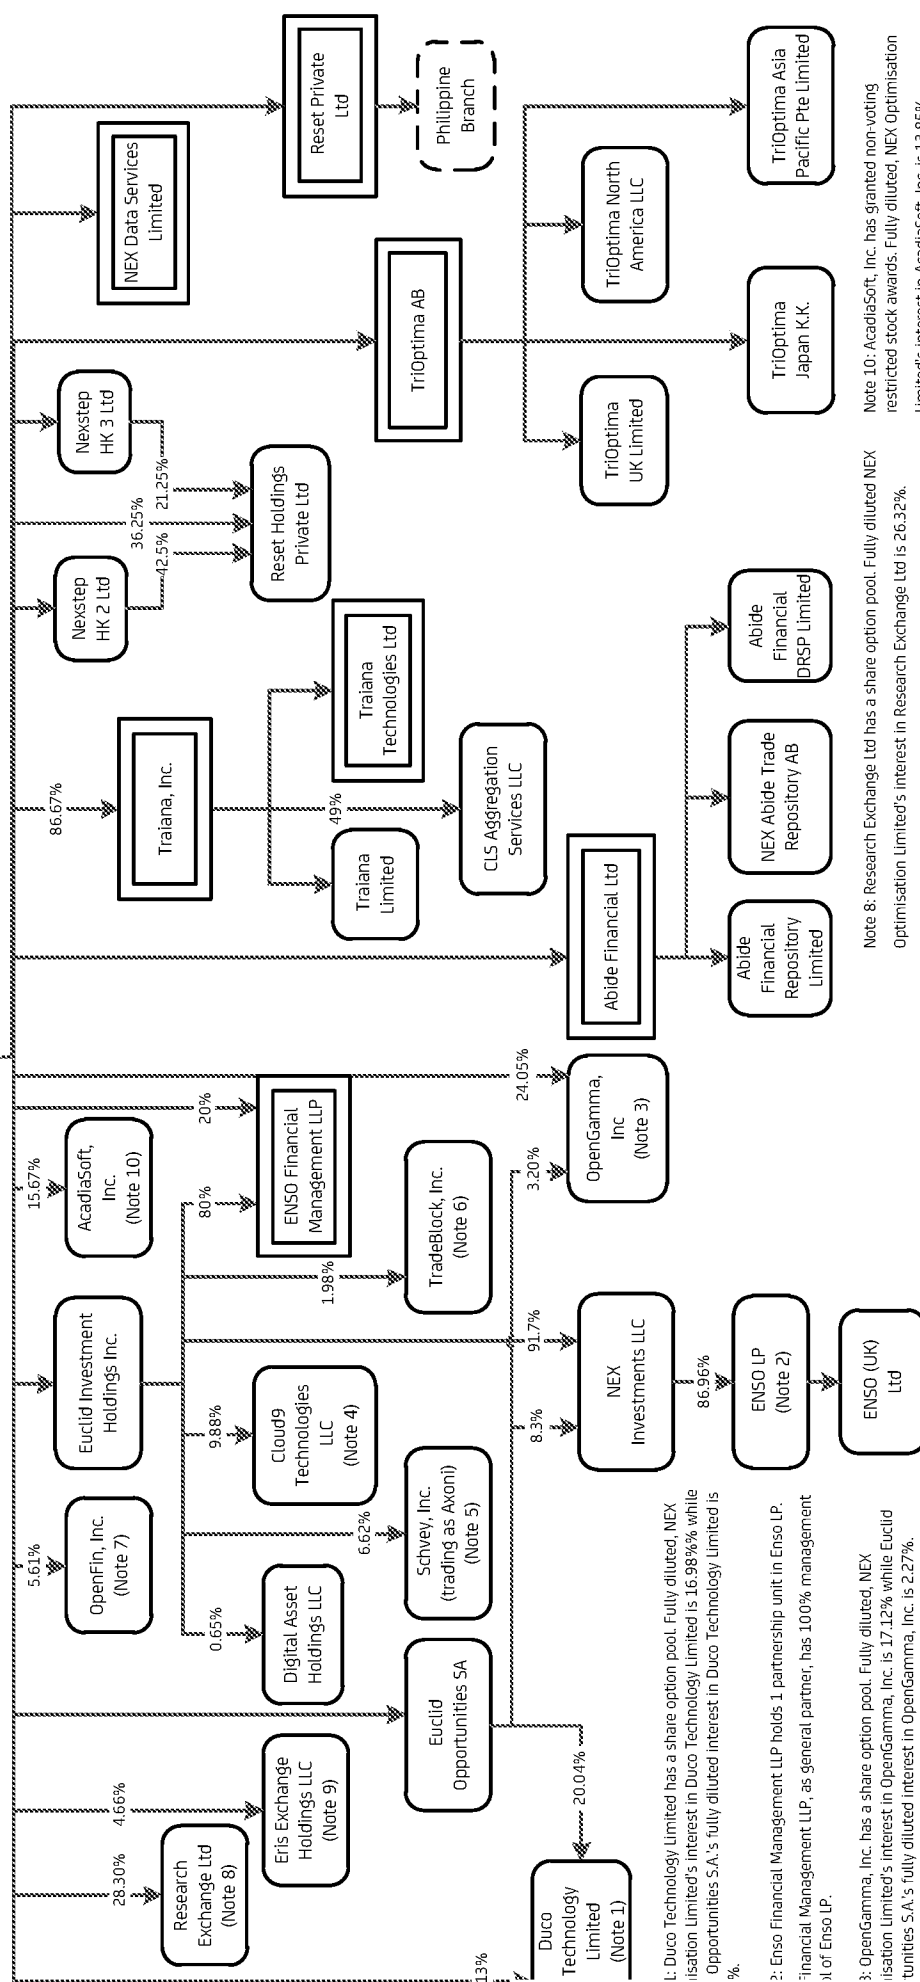 13%
28.30%
Research
Exchange Ltd
(Note 8)
4.66%
Eris Exchange
Holdings LLC
(Note 9)
5.61%
OpenFin, Inc.
(Note 7)
Euclid Investment
Holdings Inc.
15.67%
AcadiaSoft,
Inc.
(Note 10)
20%
80%
ENSO Financial
Management LLP
0.65%
Digital Asset
Holdings LLC
9.88%
Cloud9
Technologies
LLC
(Note 4)
6.62%
Schvey, Inc.
(trading as Axoni)
(Note 5)
1.98%
TradeBlock, Inc.
(Note 6)
Euclid
Opportunities SA
20.04%
Duco
Technology
Limited
(Note 1)
8.3%
91.7%
NEX
Investments LLC
86.96%
ENSO LP
(Note 2)
ENSO (UK)
Ltd
3.20%
24.05%
OpenGamma,
Inc
(Note 3)
86.67%
Traiana, Inc.
Traiana
Limited
49%
Traiana
Technologies Ltd
CLS Aggregation
Services LLC
Abide Financial Ltd
Abide
Financial
Repository
Limited
NEX Abide Trade
Repository AB
Abide
Financial
DRSP Limited
Nexstep
HK 2 Ltd
Nexstep
HK 3 Ltd
42.5%
36.25%
21.25%
Reset Holdings
Private Ltd
TriOptima AB
TriOptima
UK Limited
TriOptima North
America LLC
TriOptima
Japan K.K.
TriOptima Asia
Pacific Pte Limited
NEX Data Services
Limited
Reset Private
Ltd
Philippine
Branch
1: Duco Technology Limited has a share option pool. Fully diluted, NEX
isation Limited's interest in Duco Technology Limited is 16.98%% while
Opportunities S.A.'s fully diluted interest in Duco Technology Limited is
%.
2: Enso Financial Management LLP holds 1 partnership unit in Enso LP.
Financial Management LLP, as general partner, has 100% management
l of Enso LP.
3: OpenGamma, Inc. has a share option pool. Fully diluted, NEX
isation Limited's interest in OpenGamma, Inc. is 17.12% while Euclid
tunities S.A.'s fully diluted interest in OpenGamma, Inc. is 2.27%.
Note 8: Research Exchange Ltd has a share option pool. Fully diluted NEX
Optimisation Limited's interest in Research Exchange Ltd is 26.32%.
Note 10: AcadiaSoft, Inc. has granted non-voting
restricted stock awards. Fully diluted, NEX Optimisation
Limited's interest in AcadiaSoft, Inc. is 13.85%